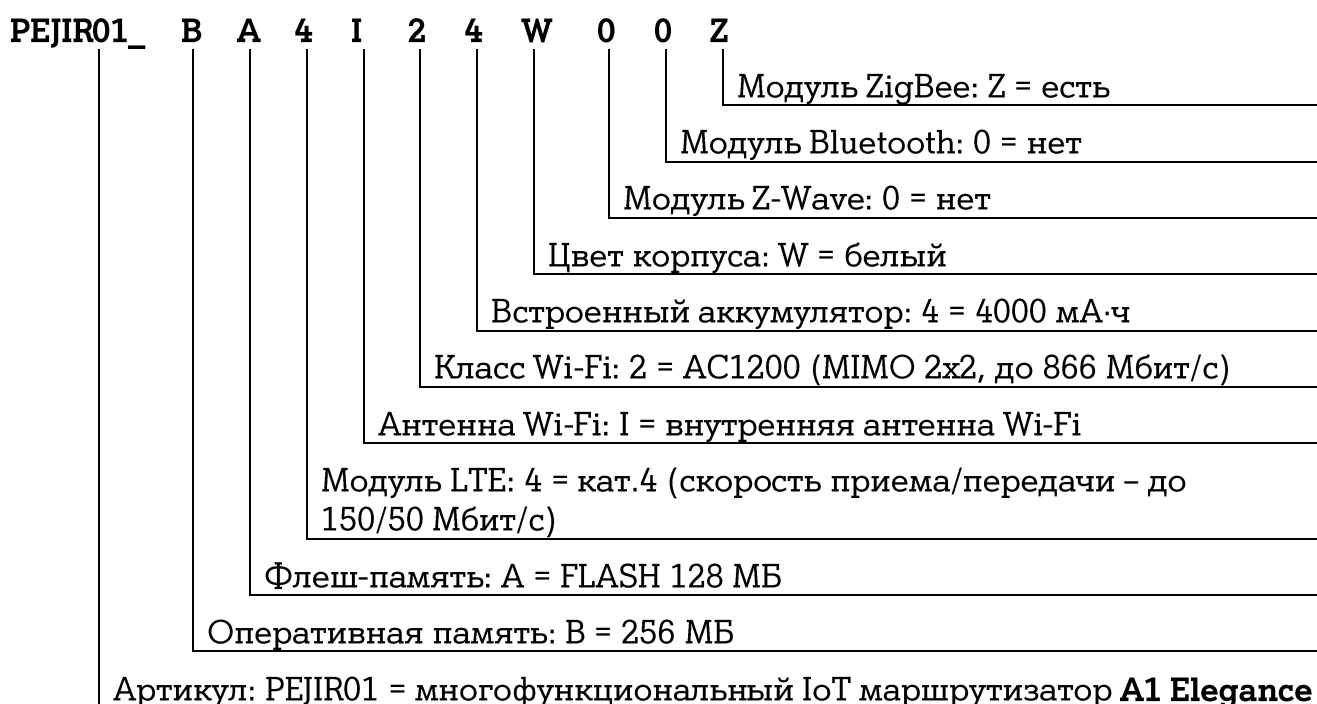 PEJIR01_ B A 4 I 2 4 W 0 0 Z
Модуль ZigBee: Z = есть
Модуль Bluetooth: 0 = нет
Модуль Z-Wave: 0 = нет
Цвет корпуса: W = белый
Встроенный аккумулятор: 4 = 4000 мА·ч
Класс Wi-Fi: 2 = AC1200 (MIMO 2x2, до 866 Мбит/с)
Антенна Wi-Fi: I = внутренняя антенна Wi-Fi
Модуль LTE: 4 = кат.4 (скорость приема/передачи – до
150/50 Мбит/с)
Флеш-память: A = FLASH 128 МБ
Оперативная память: B = 256 МБ
Артикул: PEJIR01 = многофункциональный IoT маршрутизатор A1 Elegance